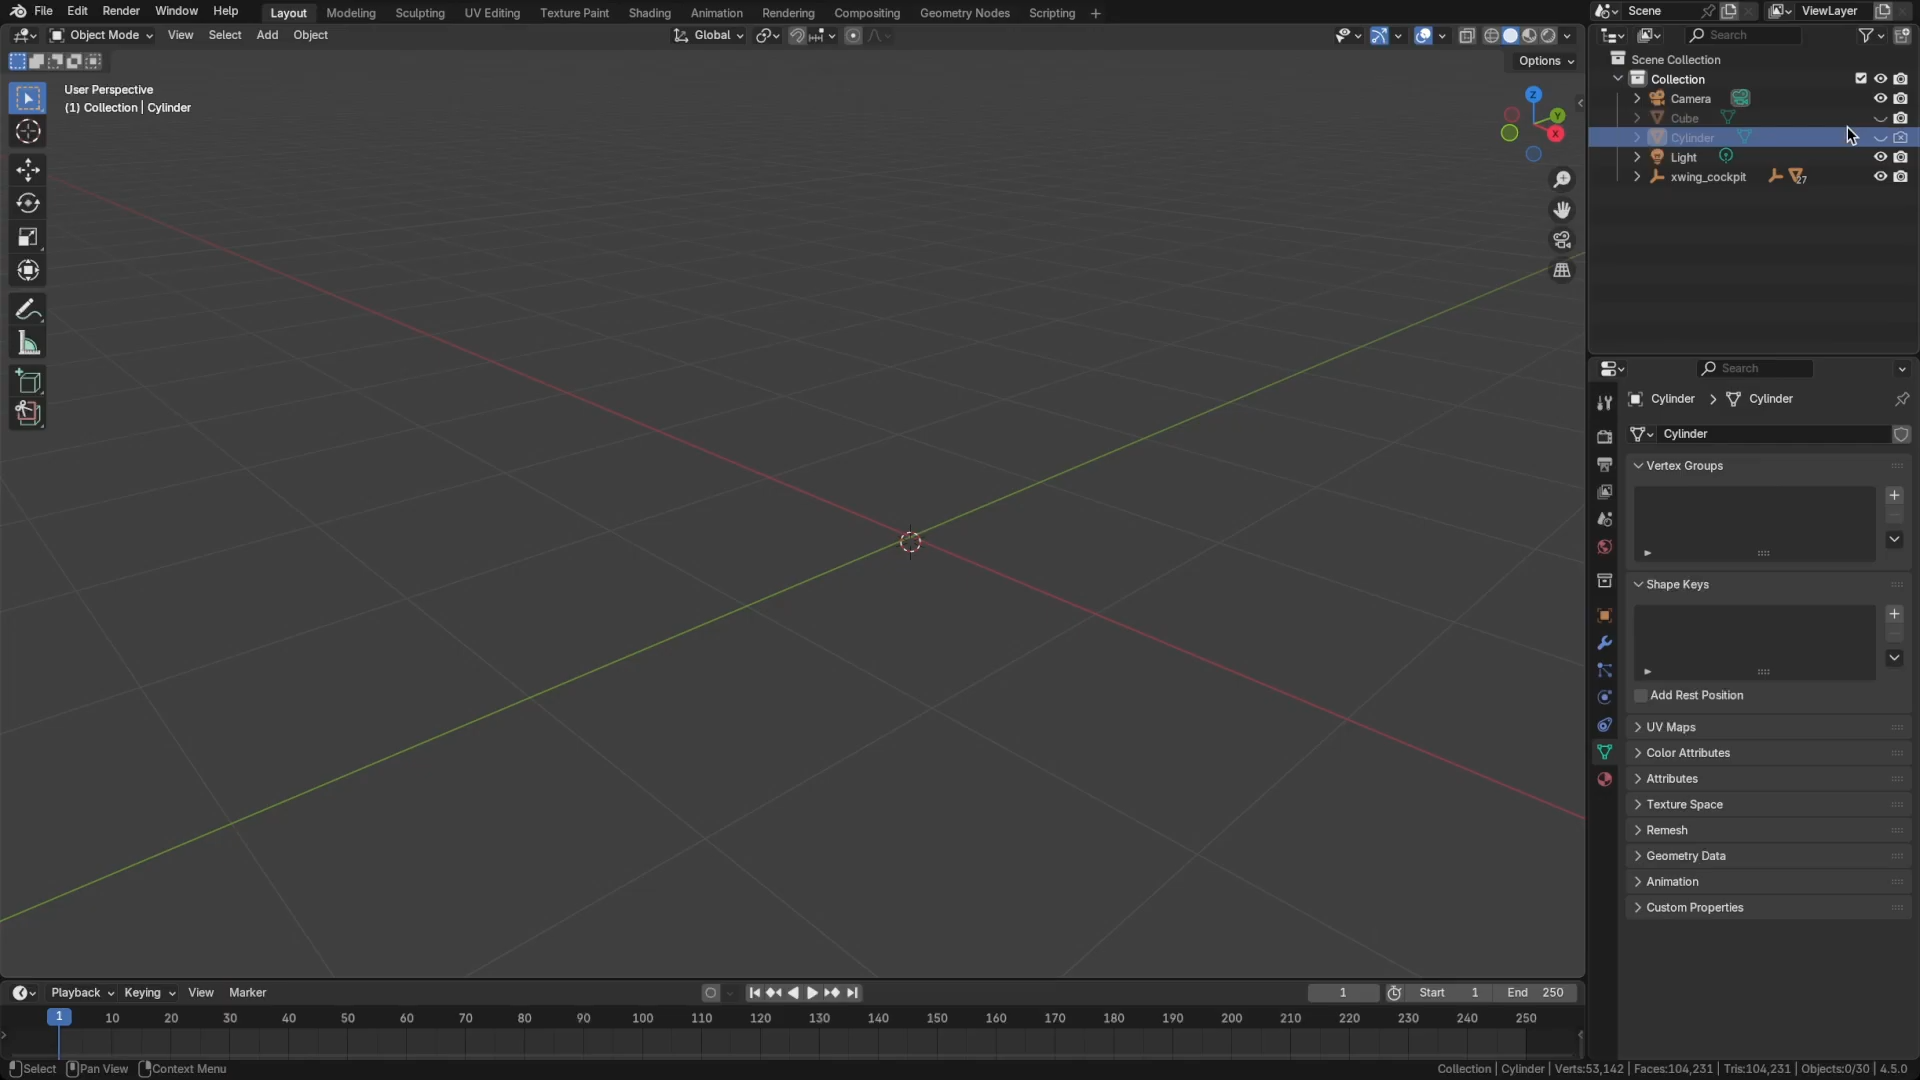 File Edit Render Window Help Layout Modeling Sculpting UV Editing Texture Paint Shading Animation Rendering Compositing Geometry Nodes Scripting + Scene ViewLayer
Object Mode View Select Add Object Global Search
Options
User Perspective
(1) Collection | Cylinder
Z
Y
X
Scene Collection
Collection
Camera
Cube
Cylinder
Light
xwing_cockpit 27
Search
Cylinder > Cylinder
Cylinder
Vertex Groups
Shape Keys
Add Rest Position
UV Maps
Color Attributes
Attributes
Texture Space
Remesh
Geometry Data
Animation
Custom Properties
Playback Keying View Marker 1 Start 1 End 250
1 10 20 30 40 50 60 70 80 90 100 110 120 130 140 150 160 170 180 190 200 210 220 230 240 250
Select Pan View Context Menu Collection | Cylinder | Verts:53,142 | Faces:104,231 | Tris:104,231 | Objects:0/30 | 4.5.0